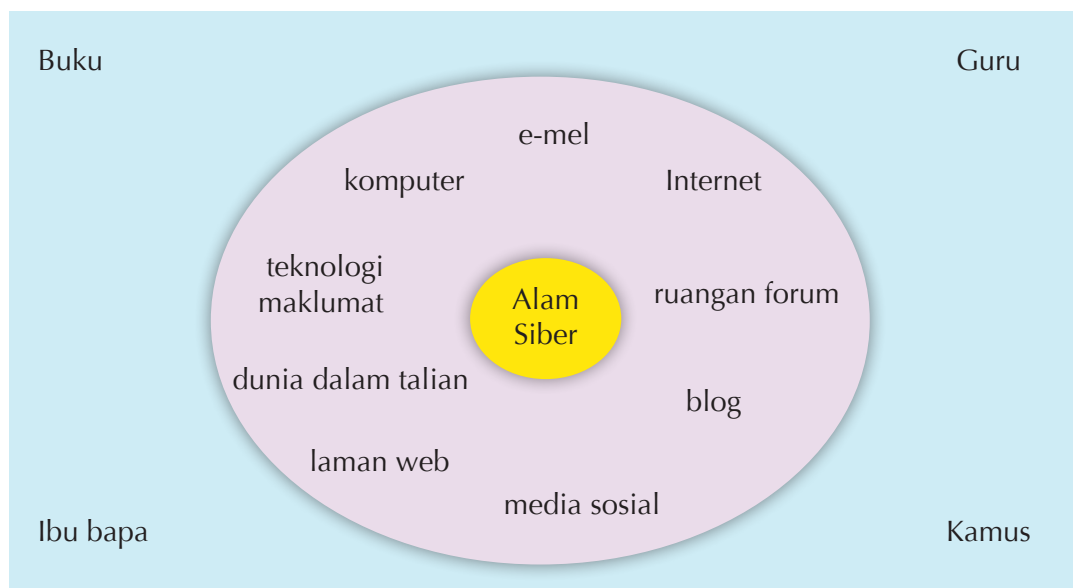 Buku
Guru
e-mel
komputer
Internet
teknologi
maklumat
Alam
Siber
ruangan forum
dunia dalam talian
blog
laman web
media sosial
Ibu bapa
Kamus